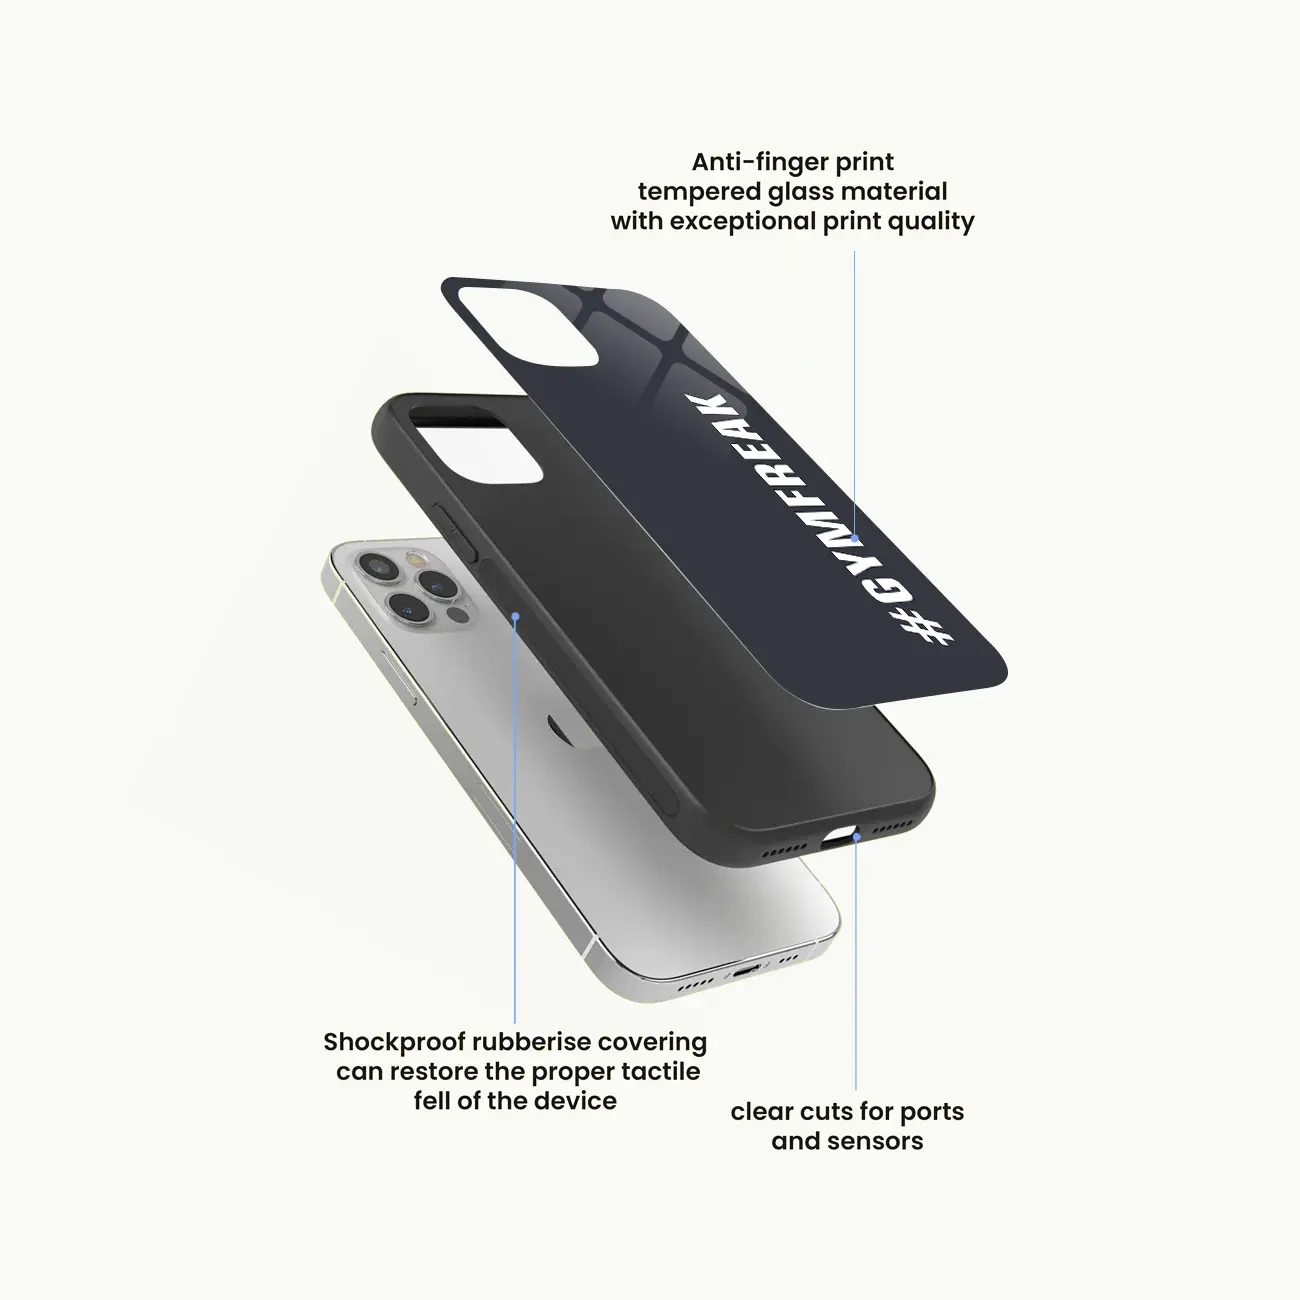 Anti-finger print
tempered glass material
with exceptional print quality
#GYMFREAK
Shockproof rubberise covering
can restore the proper tactile
fell of the device
clear cuts for ports
and sensors